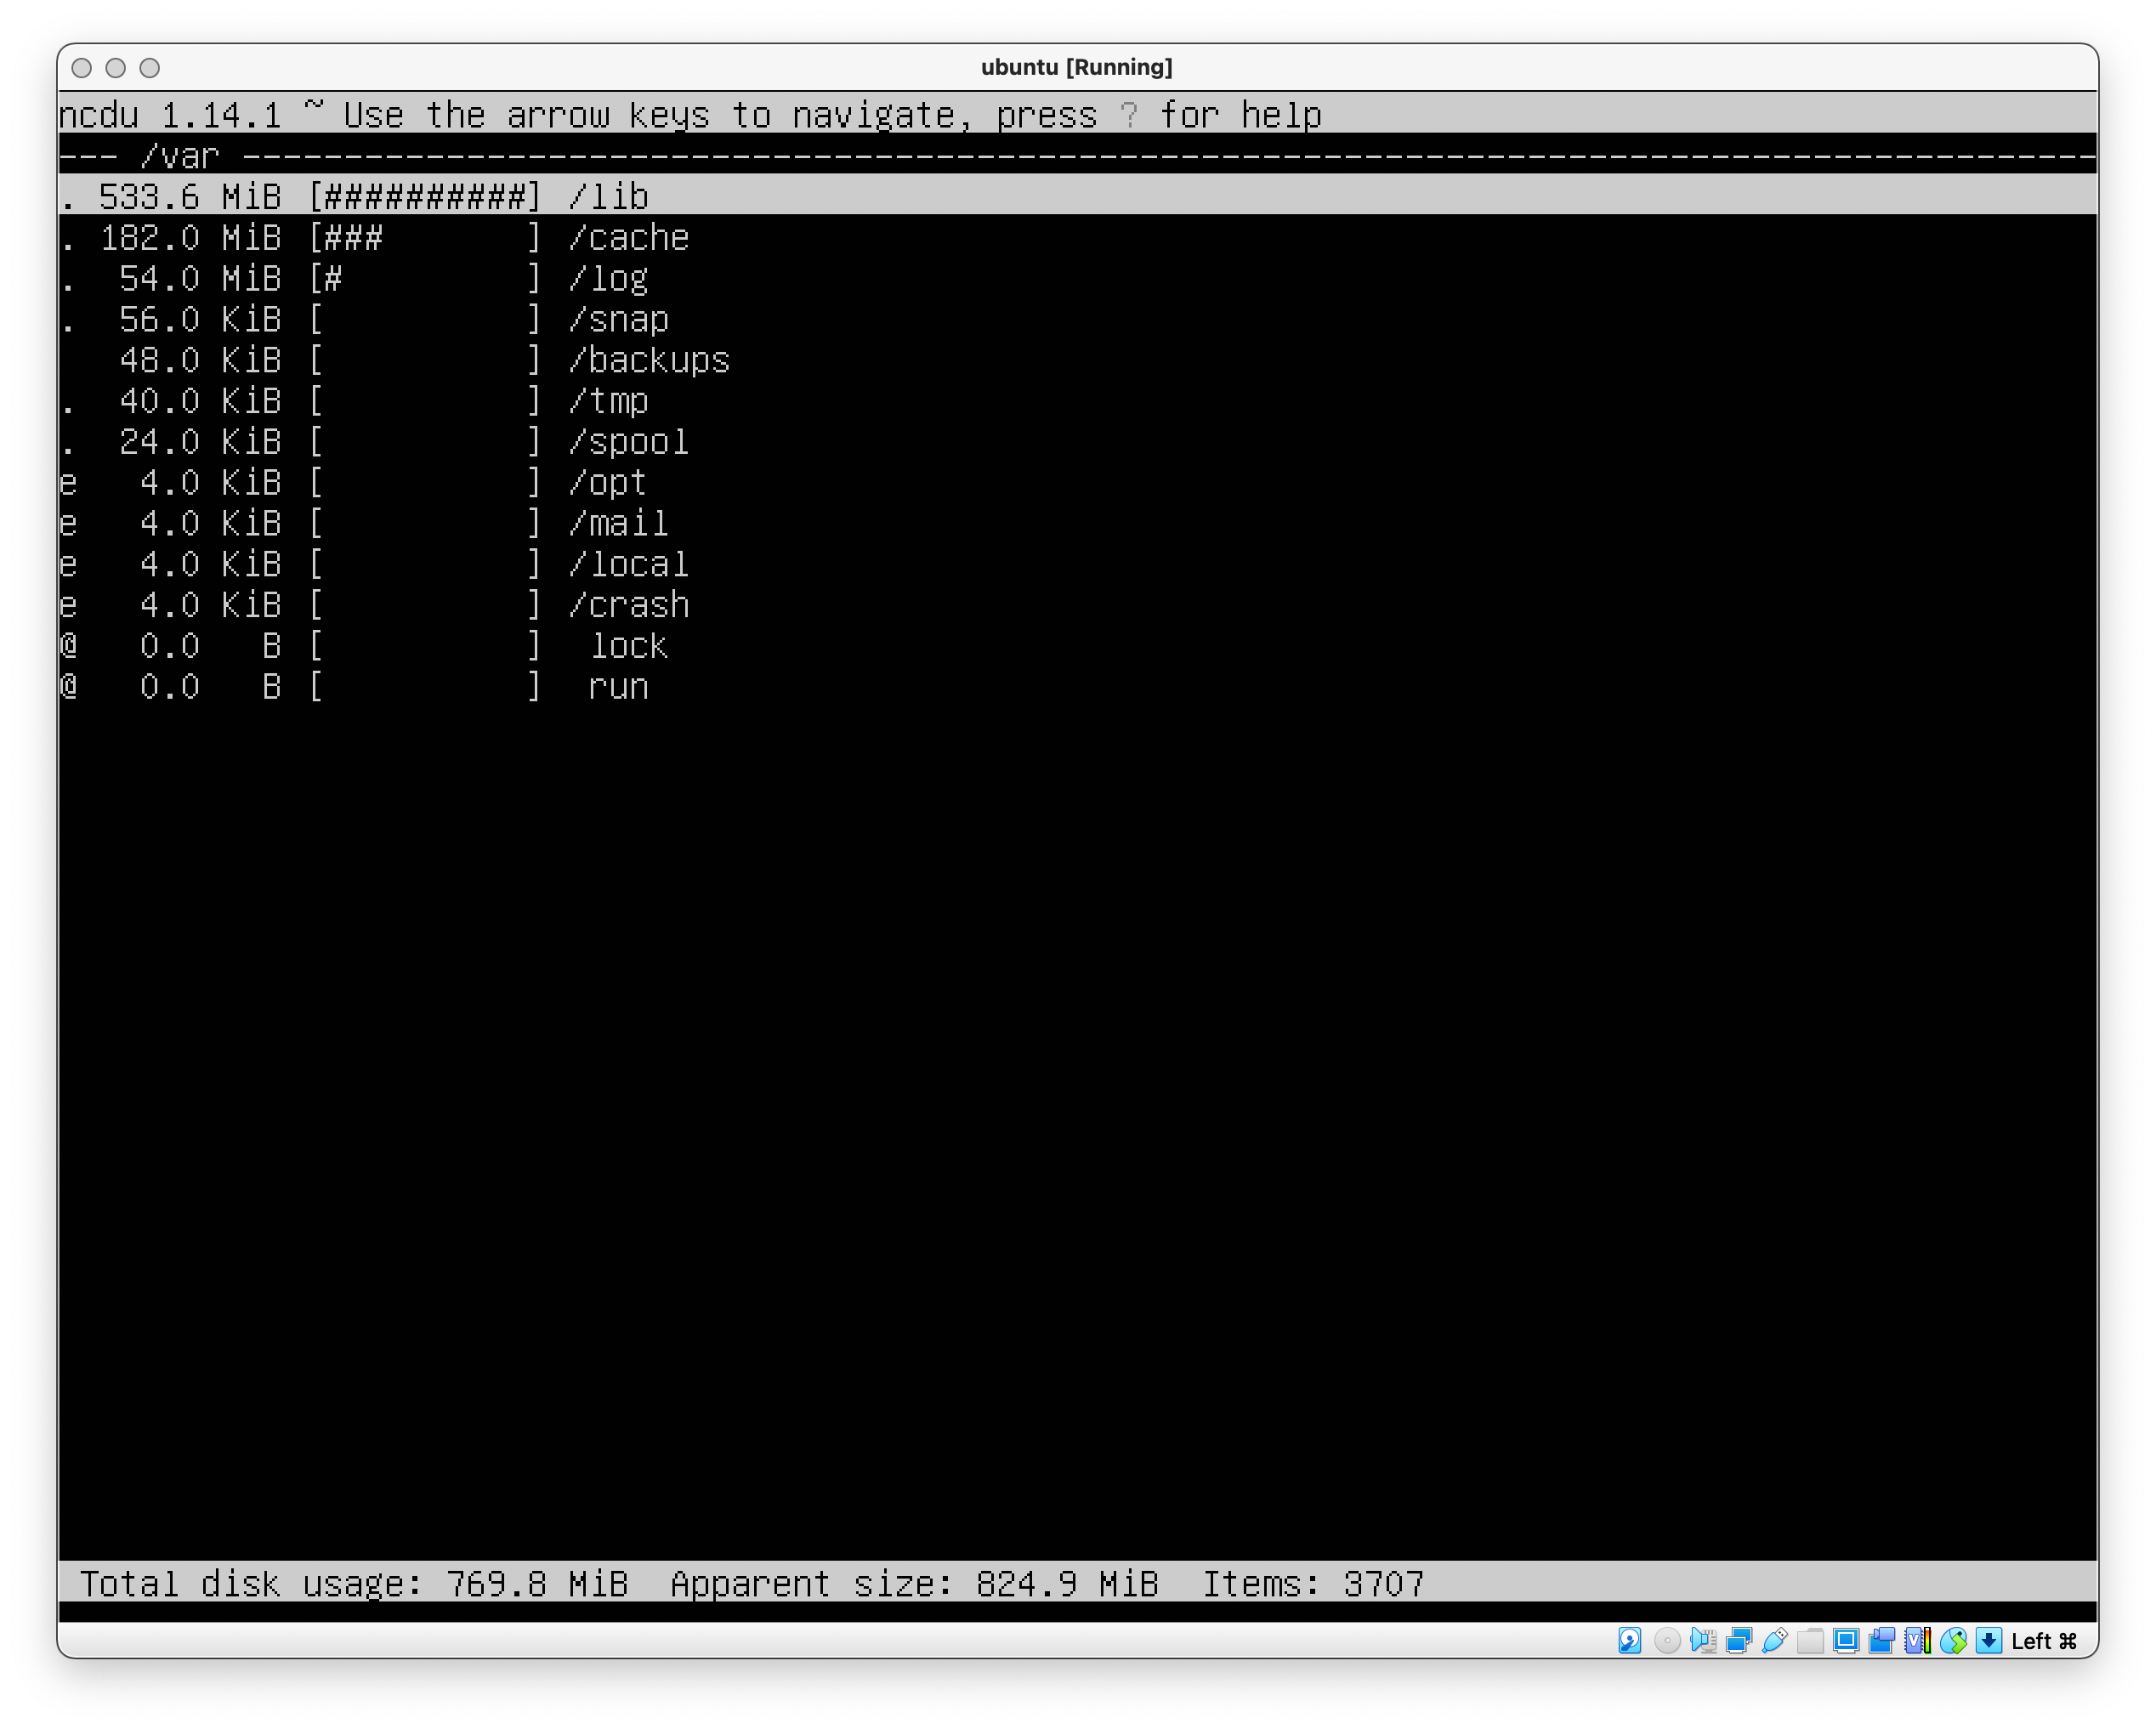 ubuntu [Running]
ncdu 1.14.1 ~ Use the arrow keys to navigate, press ? for help
--- /var -------------------------------------------------------------------------------------------
. 533.6 MiB [##########] /lib
. 182.0 MiB [###       ] /cache
.  54.0 MiB [#         ] /log
.  56.0 KiB [          ] /snap
   48.0 KiB [          ] /backups
.  40.0 KiB [          ] /tmp
.  24.0 KiB [          ] /spool
e   4.0 KiB [          ] /opt
e   4.0 KiB [          ] /mail
e   4.0 KiB [          ] /local
e   4.0 KiB [          ] /crash
@   0.0   B [          ]  lock
@   0.0   B [          ]  run
Total disk usage: 769.8 MiB  Apparent size: 824.9 MiB  Items: 3707
Left ⌘